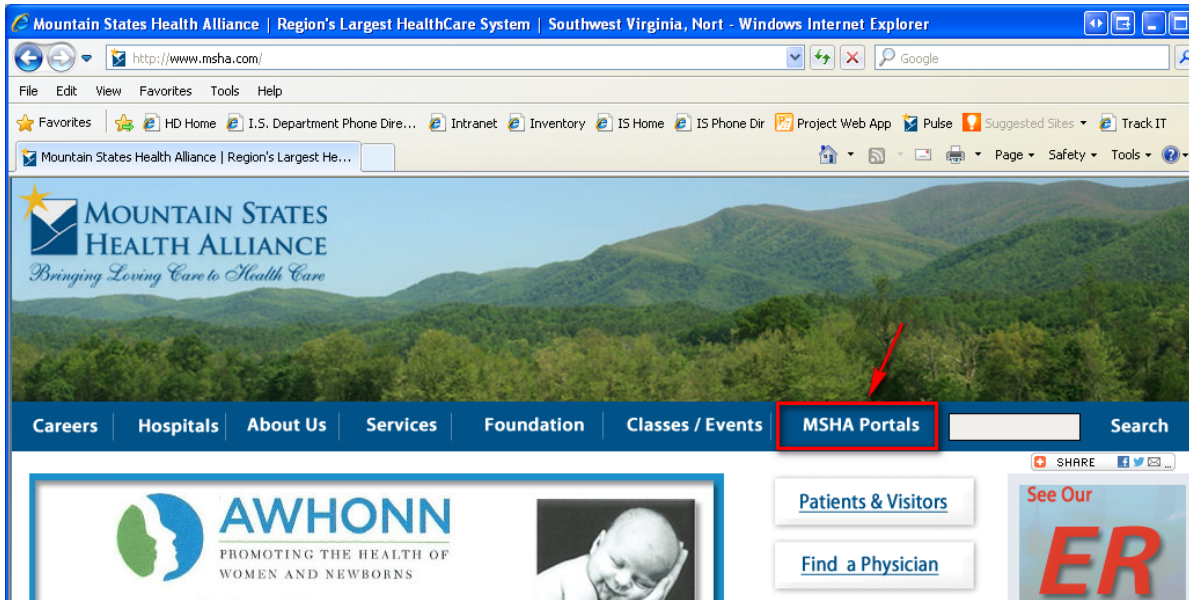 Mountain States Health Alliance | Region's Largest HealthCare System | Southwest Virginia, Nort - Windows Internet Explorer
http://www.msha.com/
Google
File Edit View Favorites Tools Help
Favorites HD Home I.S. Department Phone Dire... Intranet Inventory IS Home IS Phone Dir Project Web App Pulse Suggested Sites Track IT
Mountain States Health Alliance | Region's Largest He...
Page Safety Tools
MOUNTAIN STATES
HEALTH ALLIANCE
Bringing Loving Care to Health Care
Careers Hospitals About Us Services Foundation Classes / Events MSHA Portals Search
SHARE ...
AWHONN
PROMOTING THE HEALTH OF
WOMEN AND NEWBORNS
Patients & Visitors
Find a Physician
See Our
ER